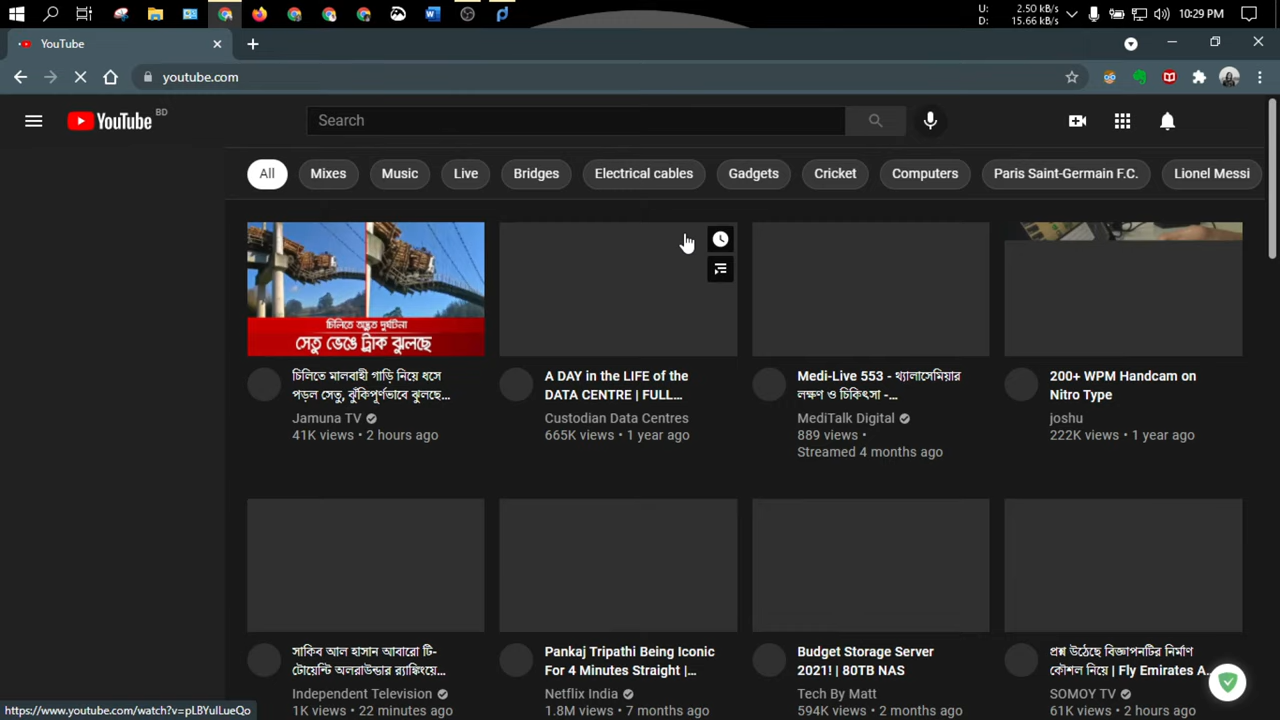 U: 2.50 kB/s
D: 15.66 kB/s
10:29 PM
YouTube
youtube.com
YouTube BD
Search
All
Mixes
Music
Live
Bridges
Electrical cables
Gadgets
Cricket
Computers
Paris Saint-Germain F.C.
Lionel Messi
চিলিতে অদ্ভুত দুর্ঘটনা
সেতু ভেঙে ট্রাক ঝুলছে
চিলিতে মালবাহী গাড়ি নিয়ে ধসে
পড়ল সেতু, ঝুঁকিপূর্ণভাবে ঝুলছে...
Jamuna TV
41K views • 2 hours ago
A DAY in the LIFE of the
DATA CENTRE | FULL...
Custodian Data Centres
665K views • 1 year ago
Medi-Live 553 - থ্যালাসেমিয়ার
লক্ষণ ও চিকিৎসা -...
MediTalk Digital
889 views •
Streamed 4 months ago
200+ WPM Handcam on
Nitro Type
joshu
222K views • 1 year ago
সাকিব আল হাসান আবারো টি-
টোয়েন্টি অলরাউন্ডার র‍্যাঙ্কিংয়ে...
Independent Television
1K views • 22 minutes ago
Pankaj Tripathi Being Iconic
For 4 Minutes Straight |...
Netflix India
1.8M views • 7 months ago
Budget Storage Server
2021! | 80TB NAS
Tech By Matt
594K views • 2 months ago
প্রশ্ন উঠেছে বিজ্ঞাপনটির নির্মাণ
কৌশল নিয়ে | Fly Emirates A...
SOMOY TV
61K views • 2 hours ago
https://www.youtube.com/watch?v=pLBYulLueQo